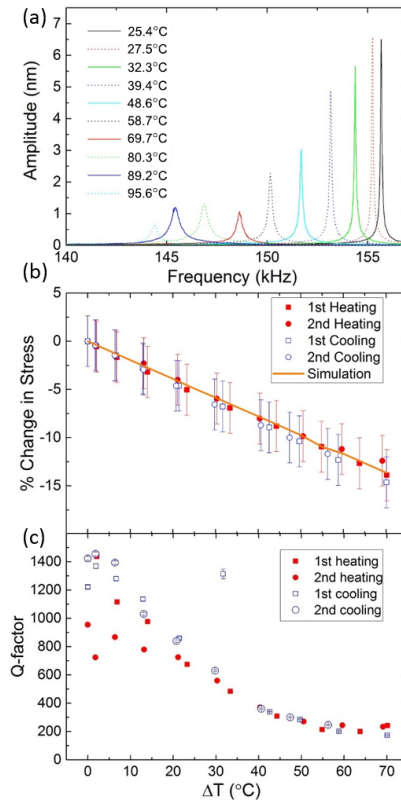 (a)
7
6
5
4
3
2
1
0
Amplitude (nm)
25.4°C
27.5°C
32.3°C
39.4°C
48.6°C
58.7°C
69.7°C
80.3°C
89.2°C
95.6°C
140 145 150 155
Frequency (kHz)
(b)
5
0
-5
-10
-15
% Change in Stress
1st Heating
2nd Heating
1st Cooling
2nd Cooling
Simulation
(c)
1400
1200
1000
800
600
400
200
0
Q-factor
1st heating
2nd heating
1st cooling
2nd cooling
0 10 20 30 40 50 60 70
ΔT (°C)